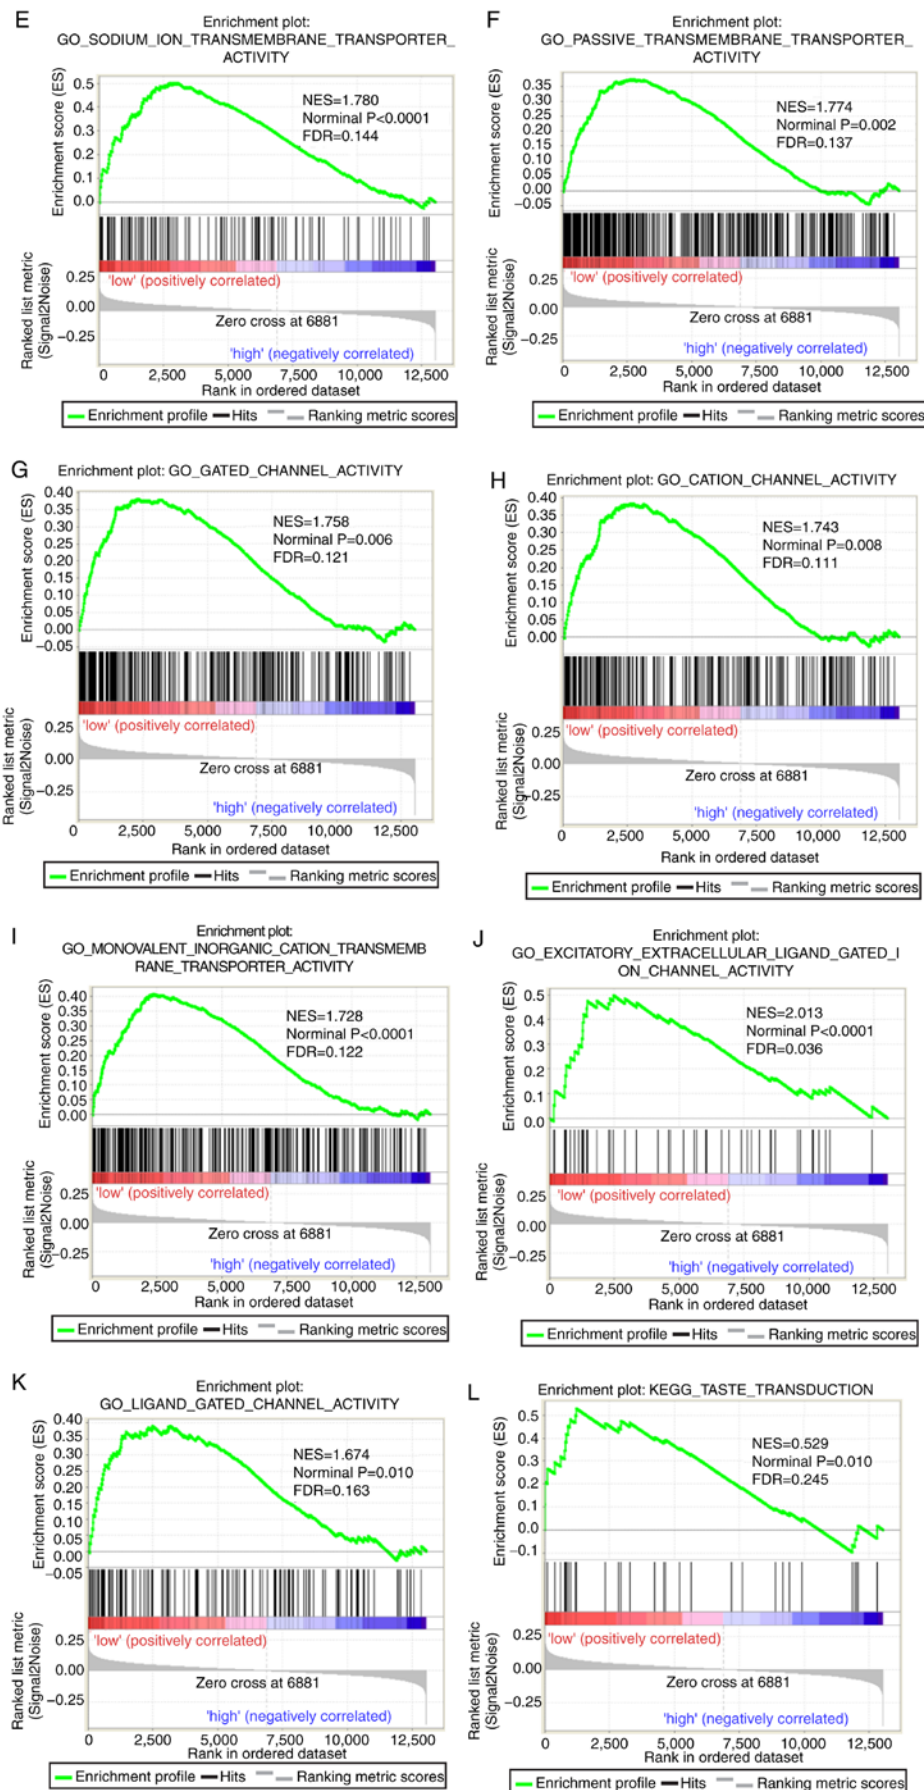 E
Enrichment plot:
GO_SODIUM_ION_TRANSMEMBRANE_TRANSPORTER_
ACTIVITY
Enrichment score (ES)
0.5
0.4
0.3
0.2
0.1
0.0
NES=1.780
Norminal P<0.0001
FDR=0.144
Ranked list metric
(Signal2Noise)
0.25
0.00
−0.25
'low' (positively correlated)
Zero cross at 6881
'high' (negatively correlated)
0
2,500
5,000
7,500
10,000
12,500
Rank in ordered dataset
Enrichment profile
Hits
Ranking metric scores
F
Enrichment plot:
GO_PASSIVE_TRANSMEMBRANE_TRANSPORTER_
ACTIVITY
Enrichment score (ES)
0.35
0.30
0.25
0.20
0.15
0.10
0.05
0.00
−0.05
NES=1.774
Norminal P=0.002
FDR=0.137
Ranked list metric
(Signal2Noise)
0.25
0.00
−0.25
'low' (positively correlated)
Zero cross at 6881
'high' (negatively correlated)
0
2,500
5,000
7,500
10,000
12,500
Rank in ordered dataset
Enrichment profile
Hits
Ranking metric scores
G
Enrichment plot: GO_GATED_CHANNEL_ACTIVITY
Enrichment score (ES)
0.40
0.35
0.30
0.25
0.20
0.15
0.10
0.05
0.00
−0.05
NES=1.758
Norminal P=0.006
FDR=0.121
Ranked list metric
(Signal2Noise)
0.25
0.00
−0.25
'low' (positively correlated)
Zero cross at 6881
'high' (negatively correlated)
0
2,500
5,000
7,500
10,000
12,500
Rank in ordered dataset
Enrichment profile
Hits
Ranking metric scores
H
Enrichment plot: GO_CATION_CHANNEL_ACTIVITY
Enrichment score (ES)
0.40
0.35
0.30
0.25
0.20
0.15
0.10
0.05
0.00
NES=1.743
Norminal P=0.008
FDR=0.111
Ranked list metric
(Signal2Noise)
0.25
0.00
−0.25
'low' (positively correlated)
Zero cross at 6881
'high' (negatively correlated)
0
2,500
5,000
7,500
10,000
12,500
Rank in ordered dataset
Enrichment profile
Hits
Ranking metric scores
I
Enrichment plot:
GO_MONOVALENT_INORGANIC_CATION_TRANSMEMB
RANE_TRANSPORTER_ACTIVITY
Enrichment score (ES)
0.40
0.35
0.30
0.25
0.20
0.15
0.10
0.05
0.00
NES=1.728
Norminal P<0.0001
FDR=0.122
Ranked list metric
(Signal2Noise)
0.25
0.00
−0.25
'low' (positively correlated)
Zero cross at 6881
'high' (negatively correlated)
0
2,500
5,000
7,500
10,000
12,500
Rank in ordered dataset
Enrichment profile
Hits
Ranking metric scores
J
Enrichment plot:
GO_EXCITATORY_EXTRACELLULAR_LIGAND_GATED_I
ON_CHANNEL_ACTIVITY
Enrichment score (ES)
0.5
0.4
0.3
0.2
0.1
0.0
NES=2.013
Norminal P<0.0001
FDR=0.036
Ranked list metric
(Signal2Noise)
0.25
0.00
−0.25
'low' (positively correlated)
Zero cross at 6881
'high' (negatively correlated)
0
2,500
5,000
7,500
10,000
12,500
Rank in ordered dataset
Enrichment profile
Hits
Ranking metric scores
K
Enrichment plot:
GO_LIGAND_GATED_CHANNEL_ACTIVITY
Enrichment score (ES)
0.40
0.35
0.30
0.25
0.20
0.15
0.10
0.05
0.00
−0.05
NES=1.674
Norminal P=0.010
FDR=0.163
Ranked list metric
(Signal2Noise)
0.25
0.00
−0.25
'low' (positively correlated)
Zero cross at 6881
'high' (negatively correlated)
0
2,500
5,000
7,500
10,000
12,500
Rank in ordered dataset
Enrichment profile
Hits
Ranking metric scores
L
Enrichment plot: KEGG_TASTE_TRANSDUCTION
Enrichment score (ES)
0.5
0.4
0.3
0.2
0.1
0.0
−0.1
NES=0.529
Norminal P=0.010
FDR=0.245
Ranked list metric
(Signal2Noise)
0.25
0.00
−0.25
'low' (positively correlated)
Zero cross at 6881
'high' (negatively correlated)
0
2,500
5,000
7,500
10,000
12,500
Rank in ordered dataset
Enrichment profile
Hits
Ranking metric scores